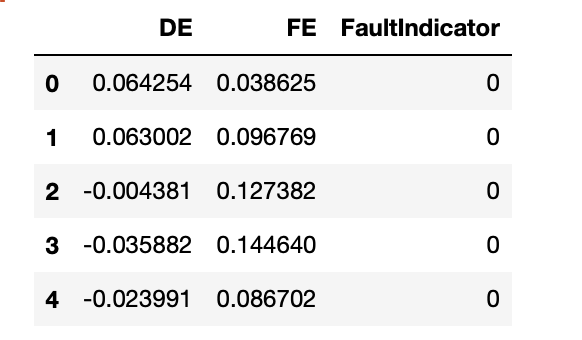 DE FE FaultIndicator
0 0.064254 0.038625 0
1 0.063002 0.096769 0
2 -0.004381 0.127382 0
3 -0.035882 0.144640 0
4 -0.023991 0.086702 0